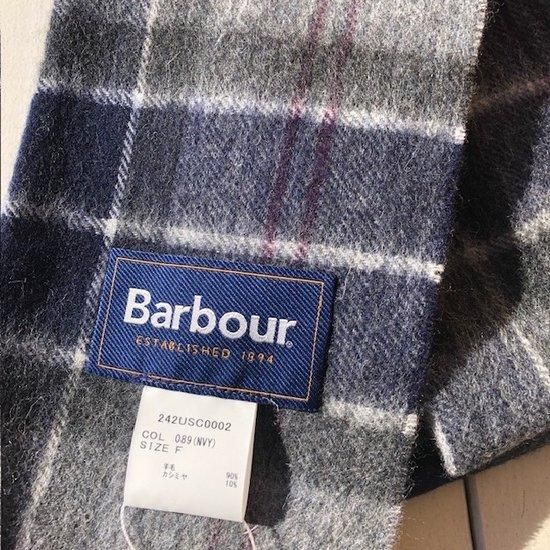 Barbour
ESTABLISHED 1894
242USC0002
COL 089(NVY)
SIZE F
羊毛 90%
カシミヤ 10%